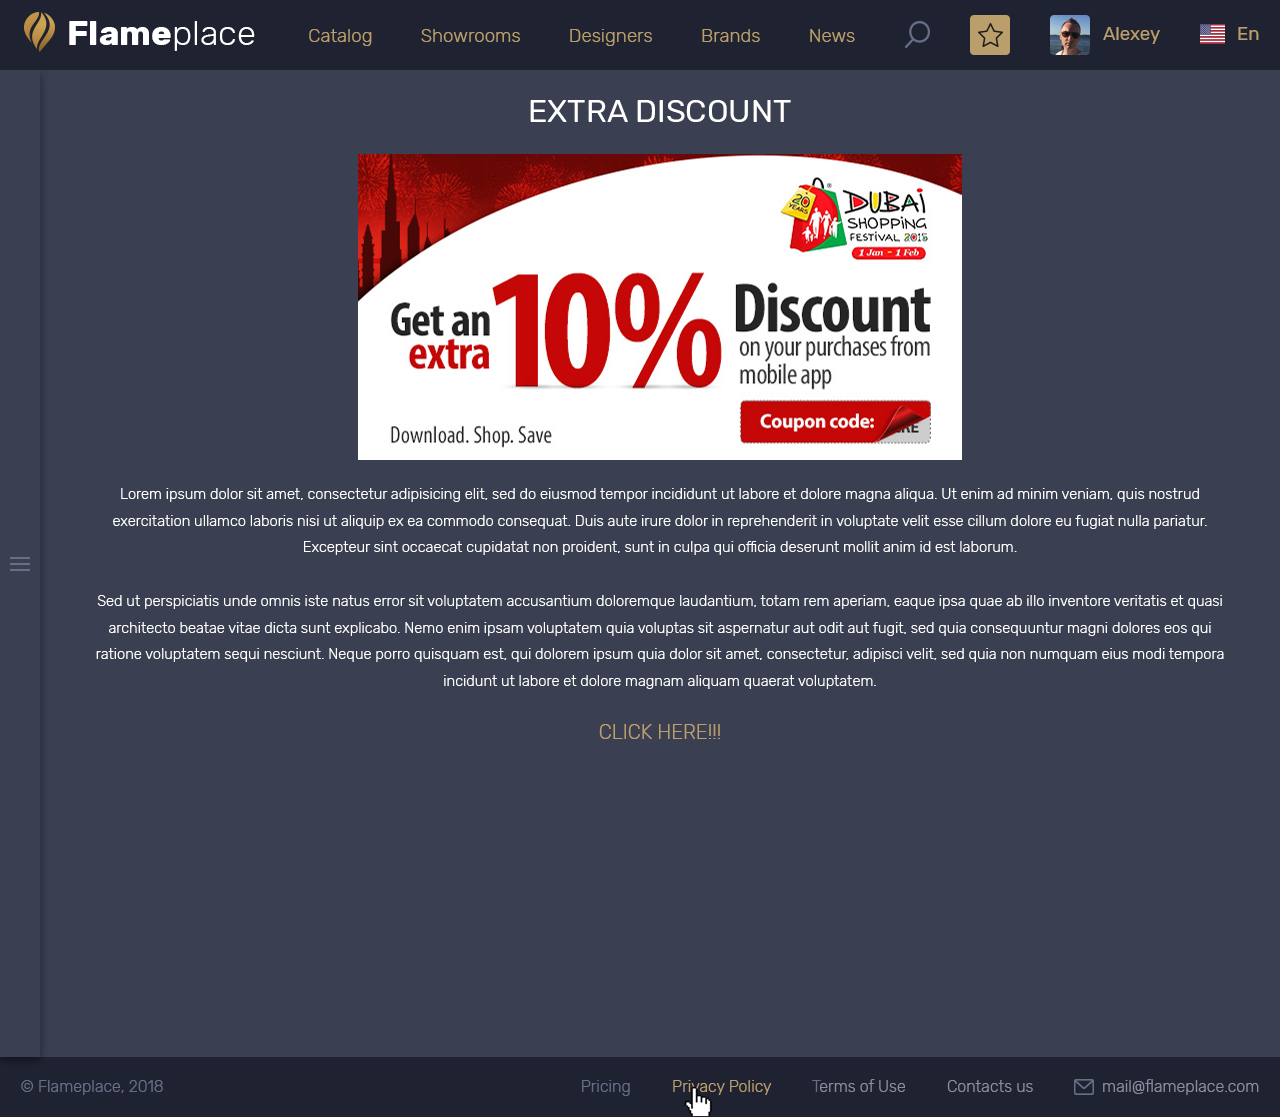 Flameplace
Catalog
Showrooms
Designers
Brands
News
Alexey
En
EXTRA DISCOUNT
20 YEARS
DUBAI
SHOPPING
FESTIVAL 2015
1 Jan - 1 Feb
Get an
extra
10%
Discount
on your purchases from
mobile app
Coupon code:
Download. Shop. Save
Lorem ipsum dolor sit amet, consectetur adipisicing elit, sed do eiusmod tempor incididunt ut labore et dolore magna aliqua. Ut enim ad minim veniam, quis nostrud
exercitation ullamco laboris nisi ut aliquip ex ea commodo consequat. Duis aute irure dolor in reprehenderit in voluptate velit esse cillum dolore eu fugiat nulla pariatur.
Excepteur sint occaecat cupidatat non proident, sunt in culpa qui officia deserunt mollit anim id est laborum.
Sed ut perspiciatis unde omnis iste natus error sit voluptatem accusantium doloremque laudantium, totam rem aperiam, eaque ipsa quae ab illo inventore veritatis et quasi
architecto beatae vitae dicta sunt explicabo. Nemo enim ipsam voluptatem quia voluptas sit aspernatur aut odit aut fugit, sed quia consequuntur magni dolores eos qui
ratione voluptatem sequi nesciunt. Neque porro quisquam est, qui dolorem ipsum quia dolor sit amet, consectetur, adipisci velit, sed quia non numquam eius modi tempora
incidunt ut labore et dolore magnam aliquam quaerat voluptatem.
CLICK HERE!!!
© Flameplace, 2018
Pricing
Privacy Policy
Terms of Use
Contacts us
mail@flameplace.com